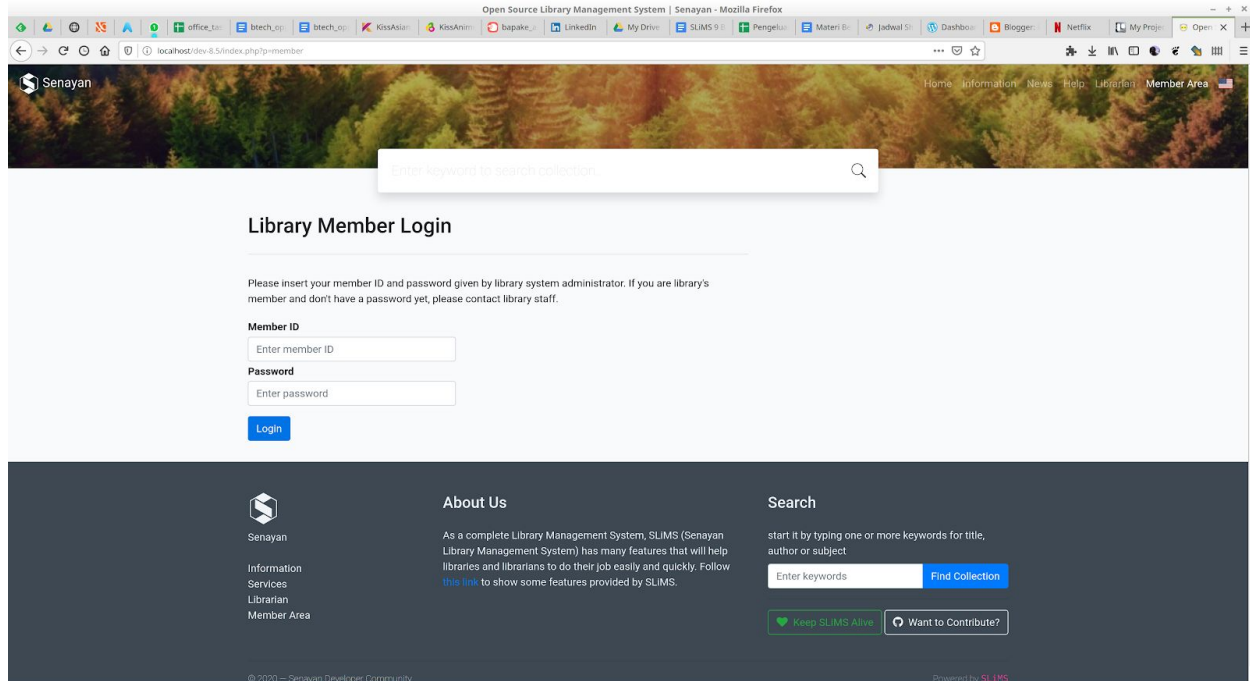 Open Source Library Management System | Senayan - Mozilla Firefox
office_tas
btech_op
btech_op
KissAsian
KissAnim
bapake_
LinkedIn
My Drive
SLiMS 9 B
Pengelua
Materi Be
Jadwal Sh
Dashboa
Blogger:
Netflix
My Projec
Open
localhost/dev-8.5/index.php?p=member
Senayan
Home Information News Help Librarian Member Area
Enter keyword to search collection...
Library Member Login
Please insert your member ID and password given by library system administrator. If you are library's
member and don't have a password yet, please contact library staff.
Member ID
Enter member ID
Password
Enter password
Login
Senayan
Information
Services
Librarian
Member Area
About Us
As a complete Library Management System, SLiMS (Senayan
Library Management System) has many features that will help
libraries and librarians to do their job easily and quickly. Follow
this link to show some features provided by SLiMS.
Search
start it by typing one or more keywords for title,
author or subject
Enter keywords
Find Collection
Keep SLiMS Alive
Want to Contribute?
© 2020 — Senayan Developer Community
Powered by SLiMS